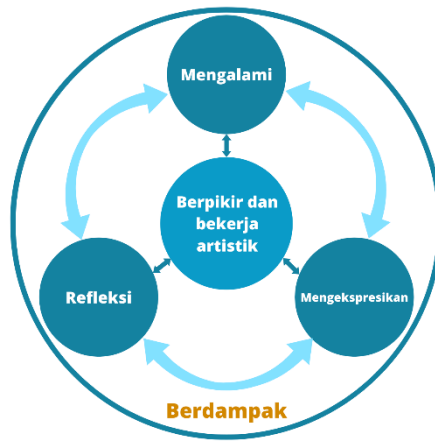 Mengalami
Berpikir dan
bekerja
artistik
Refleksi
Mengekspresikan
Berdampak